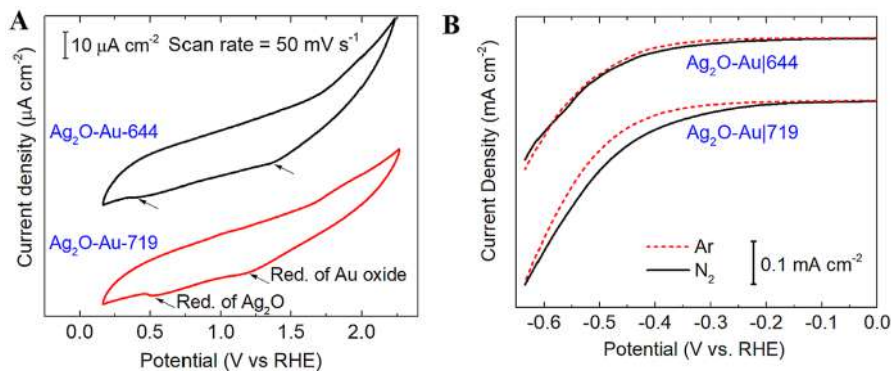 A
10 μA cm⁻² Scan rate = 50 mV s⁻¹
Current density (μA cm⁻²)
Ag₂O-Au-644
Ag₂O-Au-719
Red. of Au oxide
Red. of Ag₂O
0.0 0.5 1.0 1.5 2.0
Potential (V vs RHE)
B
Current Density (mA cm⁻²)
Ag₂O-Au|644
Ag₂O-Au|719
Ar
N₂
0.1 mA cm⁻²
-0.6 -0.5 -0.4 -0.3 -0.2 -0.1 0.0
Potential (V vs. RHE)